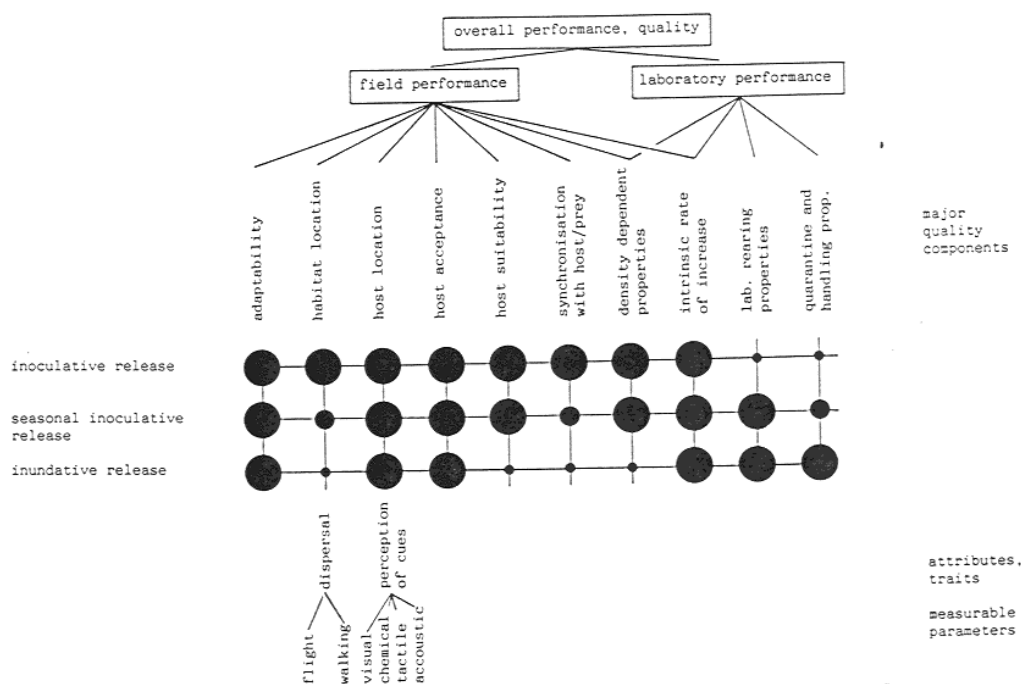 overall performance, quality
field performance
laboratory performance
adaptability
habitat location
host location
host acceptance
host suitability
synchronisation
with host/prey
density dependent
properties
intrinsic rate
of increase
lab. rearing
properties
quarantine and
handling prop.
major
quality
components
inoculative release
seasonal inoculative
release
inundative release
dispersal
perception
of cues
flight
walking
visual
chemical
tactile
accoustic
attributes,
traits
measurable
parameters